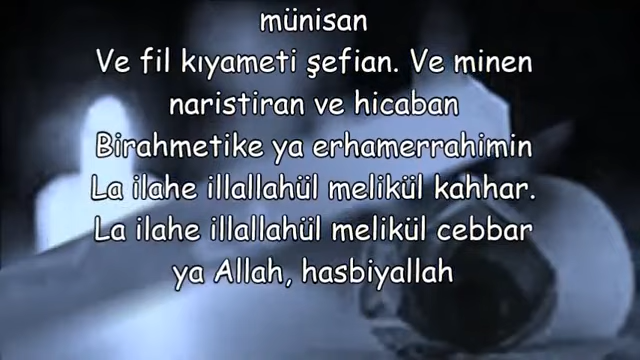 münisan
Ve fil kıyameti şefian. Ve minen
naristiran ve hicaban
Birahmetike ya erhamerrahimin
La ilahe illallahül melikül kahhar.
La ilahe illallahül melikül cebbar
ya Allah, hasbiyallah